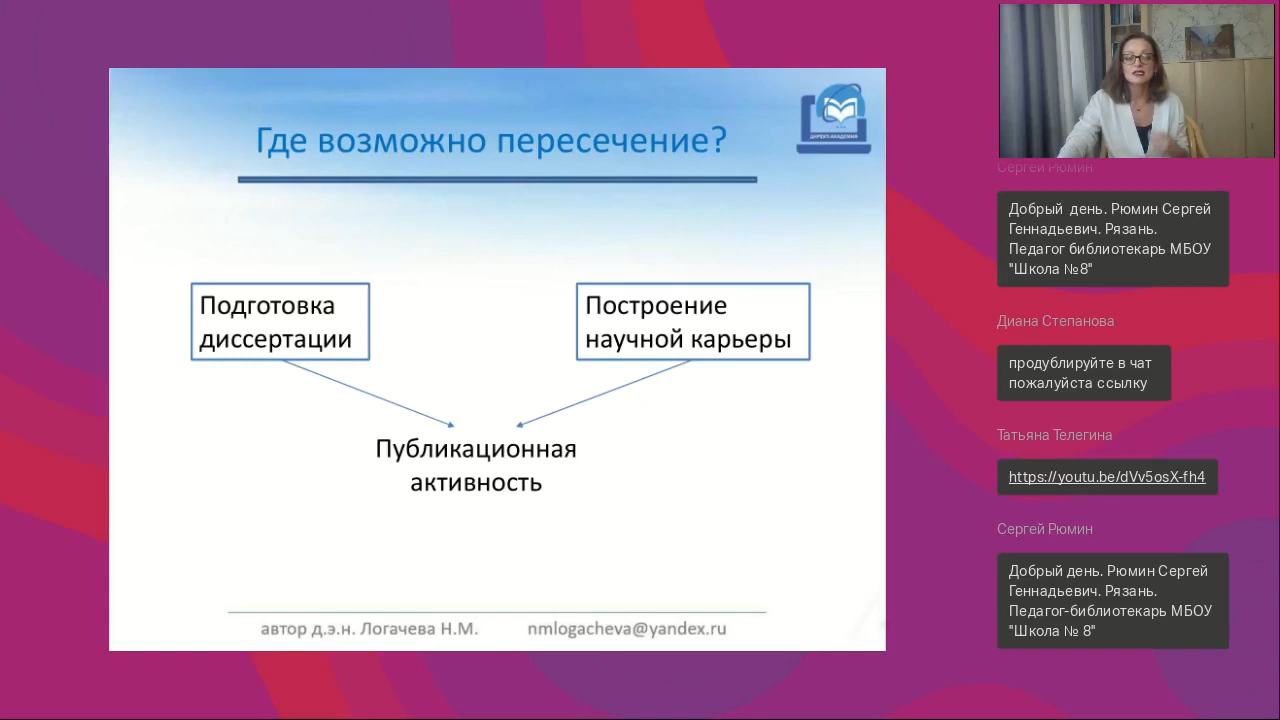 Где возможно пересечение?
ДИРЕКТ-АКАДЕМИЯ
Подготовка
диссертации
Построение
научной карьеры
Публикационная
активность
автор д.э.н. Логачева Н.М.
nmlogacheva@yandex.ru
Сергей Рюмин
Добрый день. Рюмин Сергей
Геннадьевич. Рязань.
Педагог библиотекарь МБОУ
"Школа №8"
Диана Степанова
продублируйте в чат
пожалуйста ссылку
Татьяна Телегина
https://youtu.be/dVv5osX-fh4
Сергей Рюмин
Добрый день. Рюмин Сергей
Геннадьевич. Рязань.
Педагог-библиотекарь МБОУ
"Школа № 8"